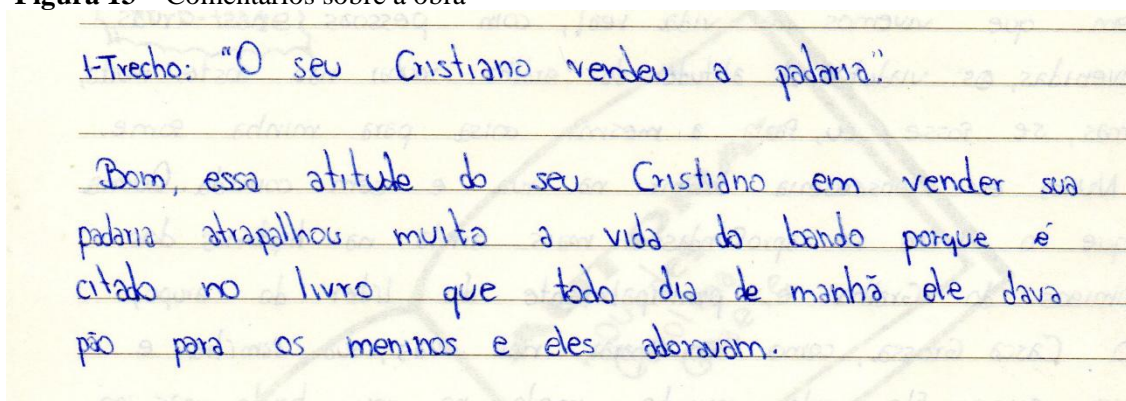 Figura 13 – Comentários sobre a obra
1-Trecho: "O seu Cristiano vendeu a padaria."
Bom, essa atitude do seu Cristiano em vender sua
padaria atrapalhou muito a vida do bando porque é
citado no livro que todo dia de manhã ele dava
pão para os meninos e eles adoravam.